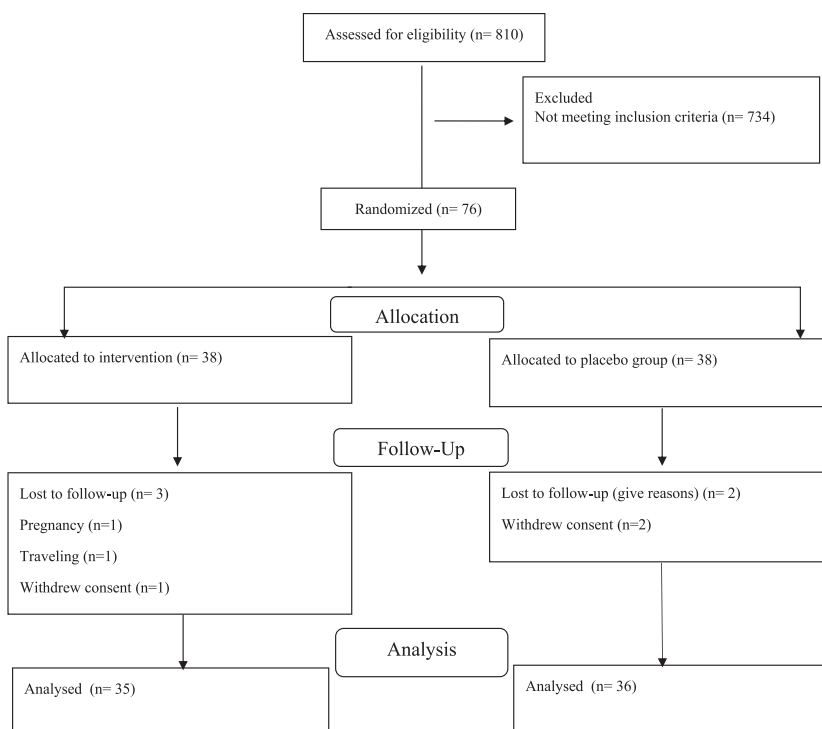 Assessed for eligibility (n= 810)
Excluded
Not meeting inclusion criteria (n= 734)
Randomized (n= 76)
Allocation
Allocated to intervention (n= 38)
Allocated to placebo group (n= 38)
Follow-Up
Lost to follow-up (n= 3)
Pregnancy (n=1)
Traveling (n=1)
Withdrew consent (n=1)
Lost to follow-up (give reasons) (n= 2)
Withdrew consent (n=2)
Analysis
Analysed (n= 35)
Analysed (n= 36)